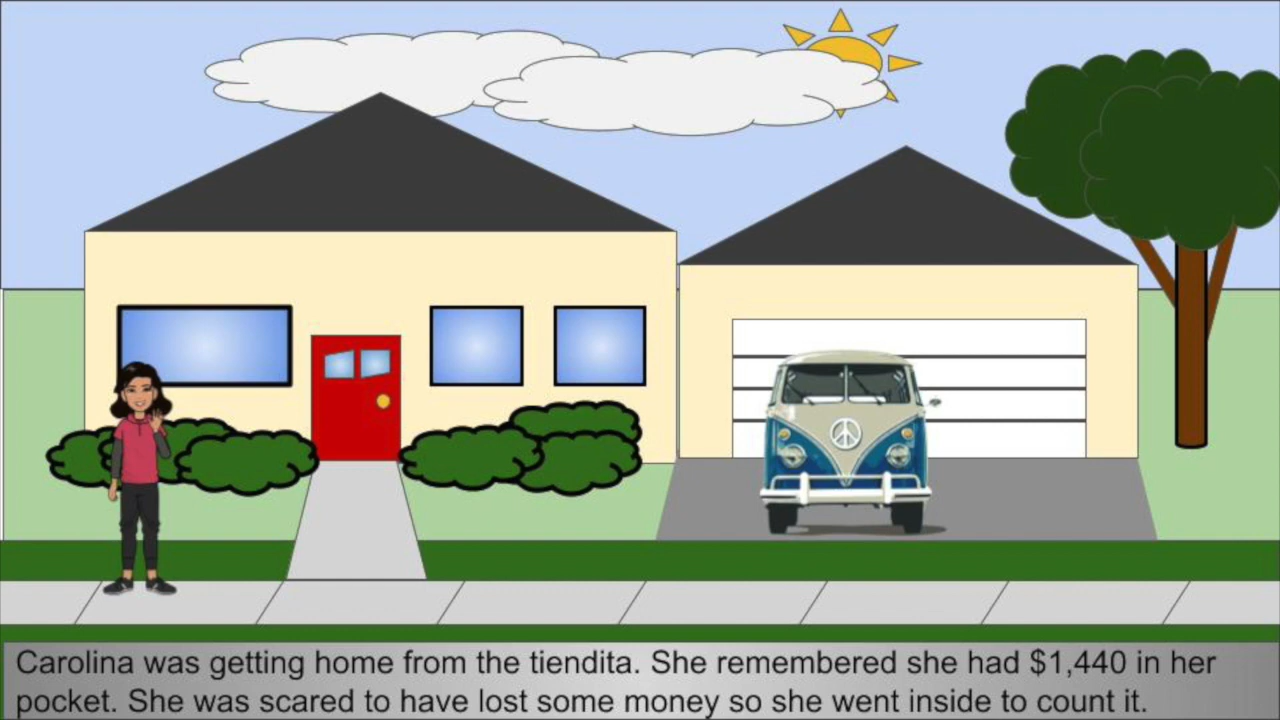 Carolina was getting home from the tiendita. She remembered she had $1,440 in her
pocket. She was scared to have lost some money so she went inside to count it.